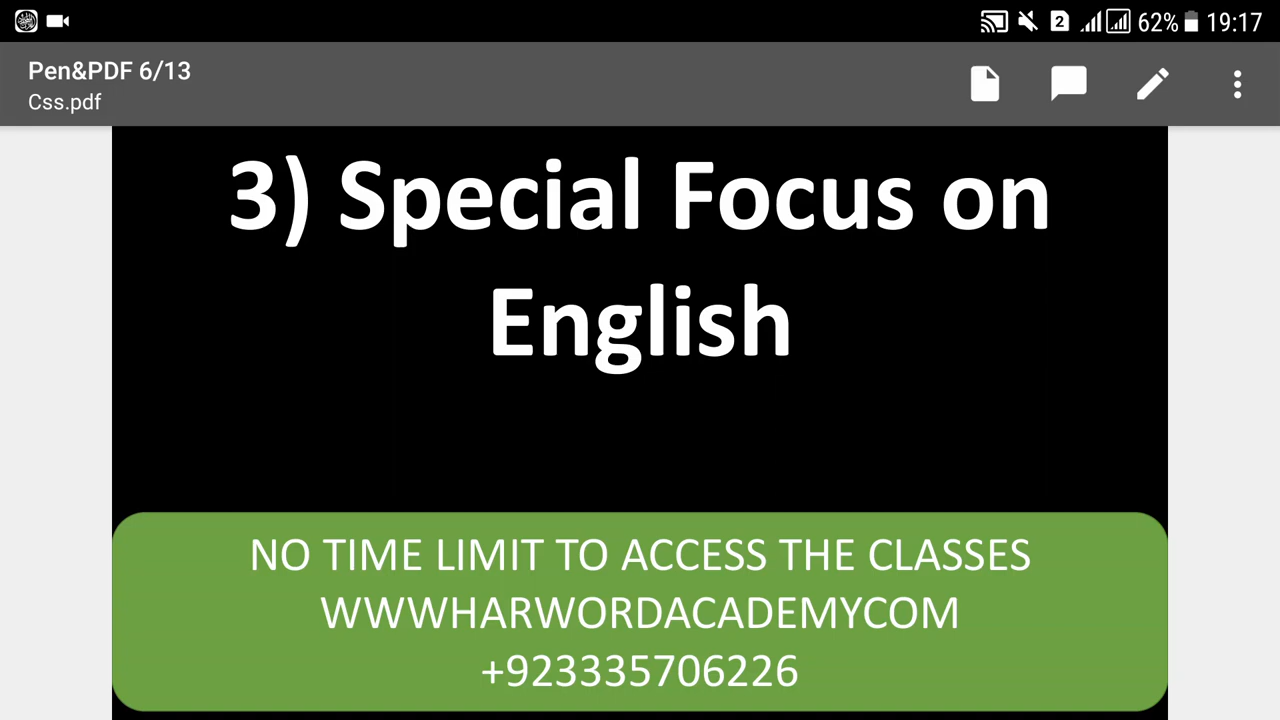 62% 19:17
Pen&PDF 6/13
Css.pdf
3) Special Focus on
English
NO TIME LIMIT TO ACCESS THE CLASSES
WWWHARWORDACADEMYCOM
+923335706226